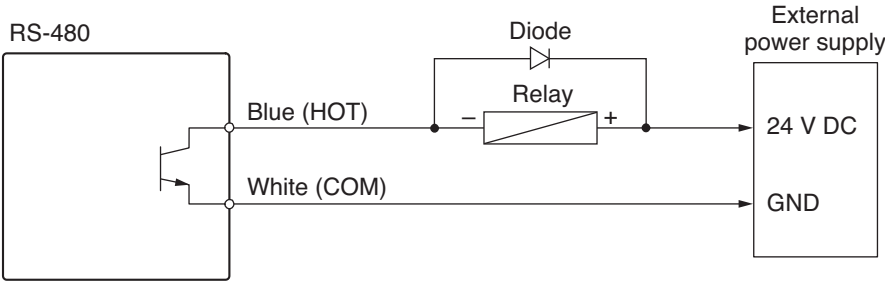 RS-480
External
power supply
Diode
Relay
Blue (HOT)
– +
24 V DC
White (COM)
GND